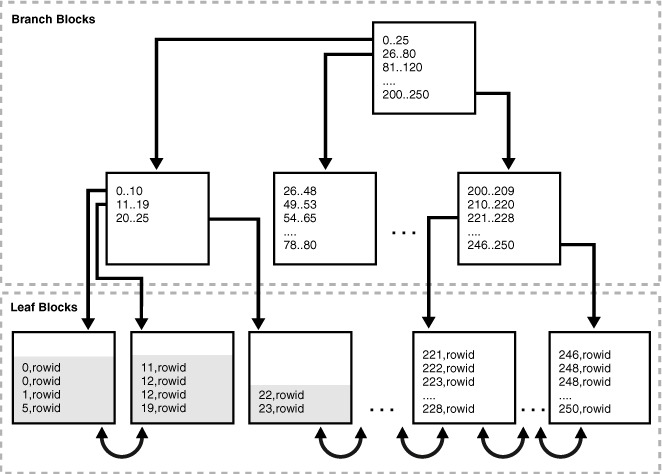 Branch Blocks
0..25
26..80
81..120
....
200..250
0..10
11..19
20..25
26..48
49..53
54..65
....
78..80
...
200..209
210..220
221..228
....
246..250
Leaf Blocks
0,rowid
0,rowid
1,rowid
5,rowid
11,rowid
12,rowid
12,rowid
19,rowid
22,rowid
23,rowid
...
221,rowid
222,rowid
223,rowid
....
228,rowid
...
246,rowid
248,rowid
248,rowid
....
250,rowid